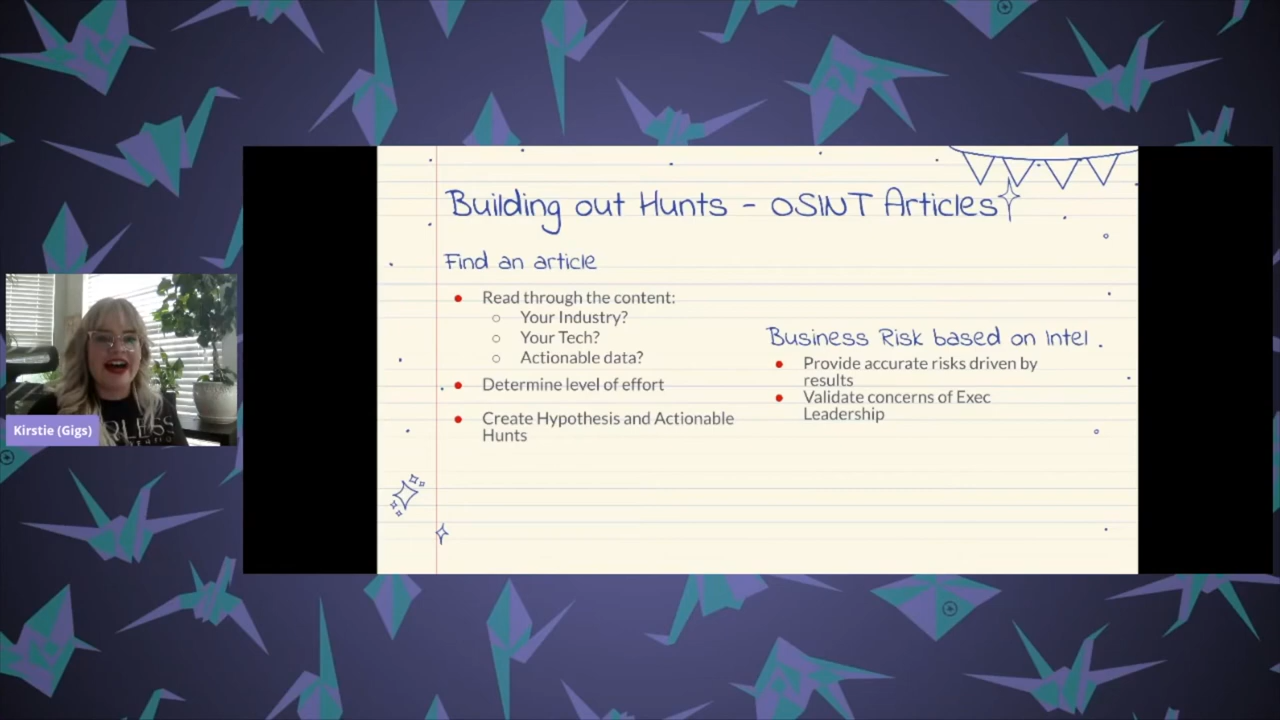 Building out Hunts - OSINT Articles
Find an article
Read through the content:
Your Industry?
Your Tech?
Actionable data?
Determine level of effort
Create Hypothesis and Actionable
Hunts
Business Risk based on Intel
Provide accurate risks driven by
results
Validate concerns of Exec
Leadership
Kirstie (Gigs)